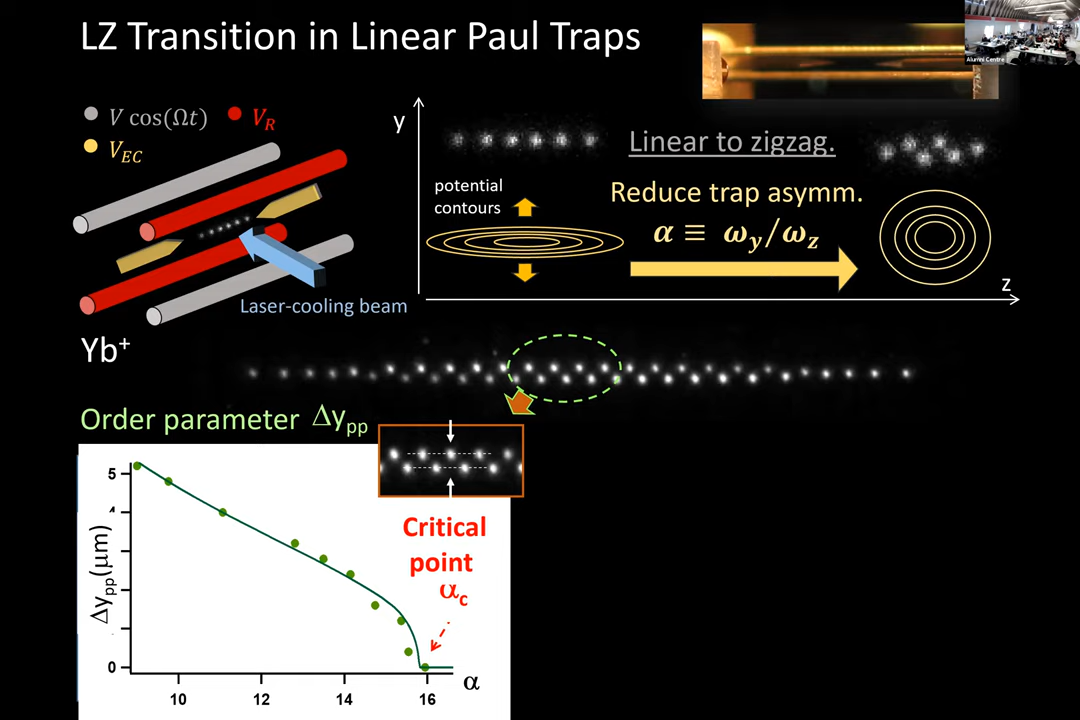 LZ Transition in Linear Paul Traps
Alumni Centre
V cos(Ωt)
V_R
V_EC
y
Linear to zigzag.
potential
contours
Reduce trap asymm.
α ≡ ω_y/ω_z
z
Laser-cooling beam
Yb⁺
Order parameter Δy_pp
Critical
point
α_c
Δy_pp(μm)
5
4
0
10
12
14
16
α